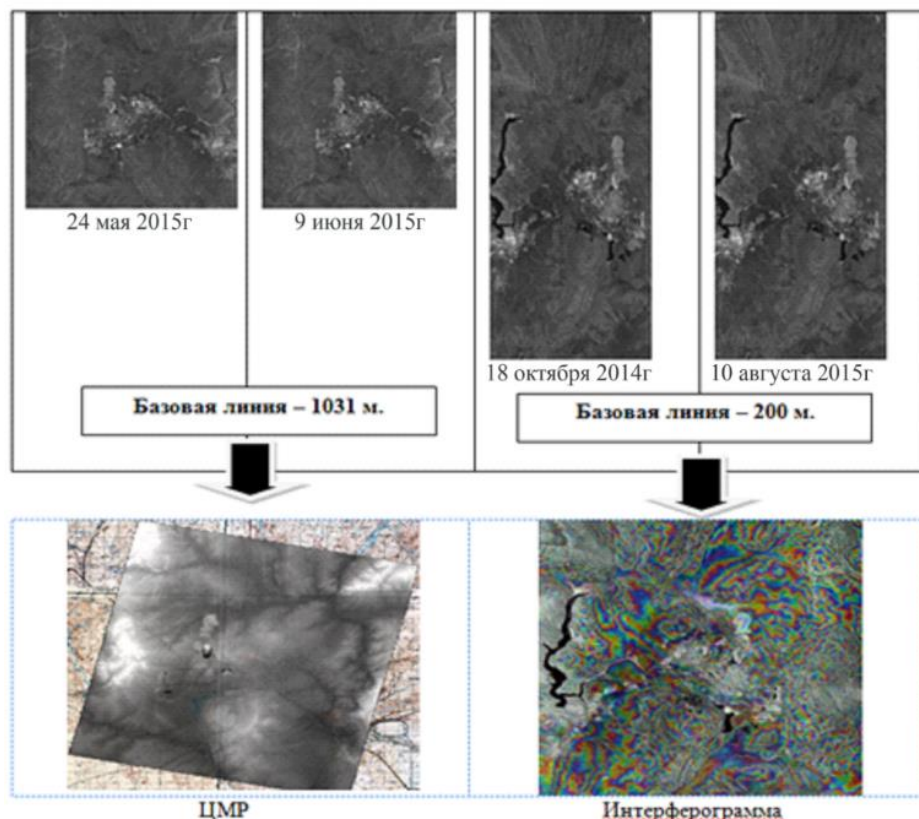 24 мая 2015г
9 июня 2015г
18 октября 2014г
10 августа 2015г
Базовая линия – 1031 м.
Базовая линия – 200 м.
ЦМР
Интерферограмма